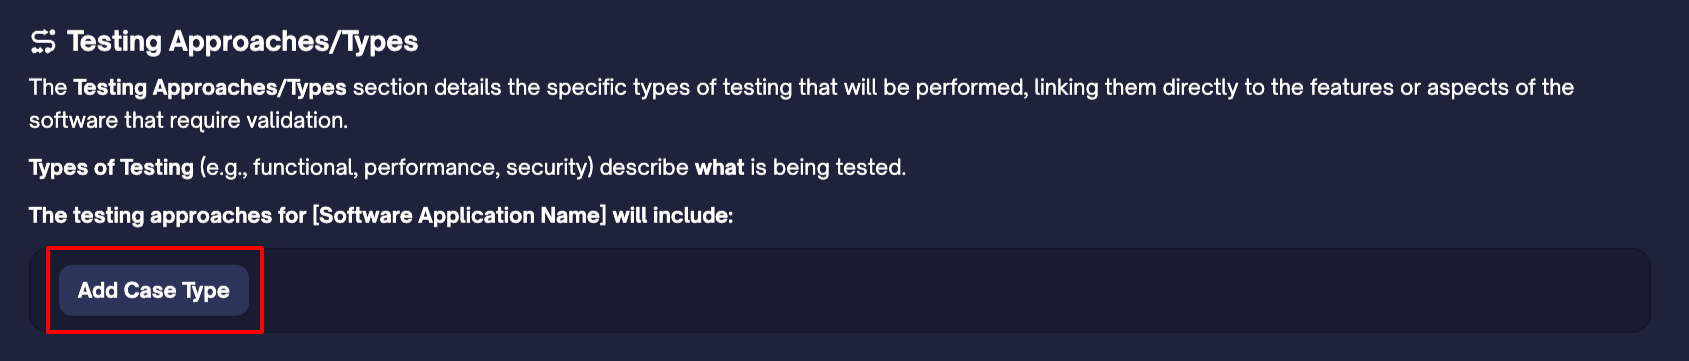 Testing Approaches/Types
The Testing Approaches/Types section details the specific types of testing that will be performed, linking them directly to the features or aspects of the
software that require validation.
Types of Testing (e.g., functional, performance, security) describe what is being tested.
The testing approaches for [Software Application Name] will include:
Add Case Type